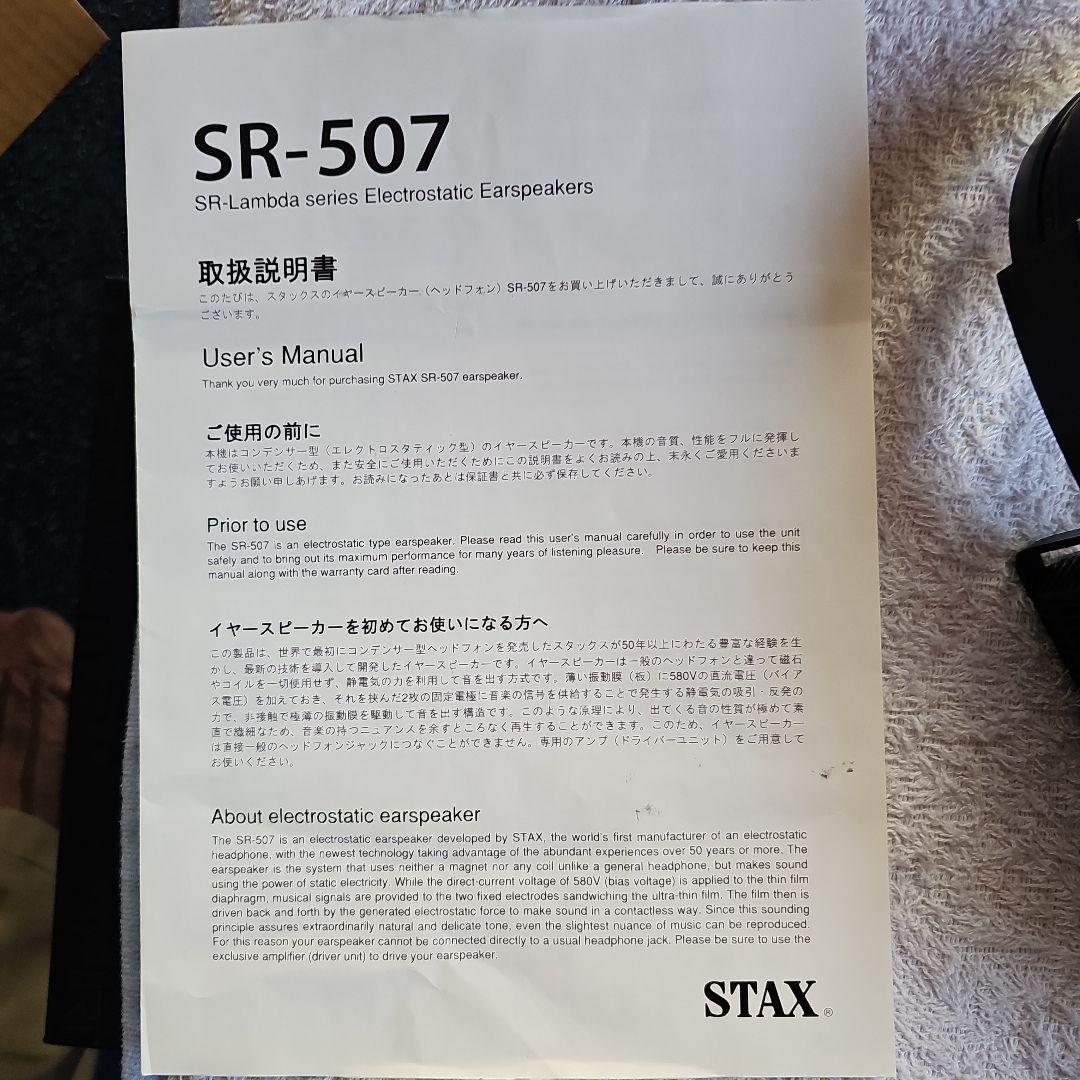 SR-507
SR-Lambda series Electrostatic Earspeakers
取扱説明書
このたびは、スタックスのイヤースピーカー（ヘッドフォン）SR-507をお買い上げいただきまして、誠にありがとう
ございます。
User's Manual
Thank you very much for purchasing STAX SR-507 earspeaker.
ご使用の前に
本機はコンデンサー型（エレクトロスタティック型）のイヤースピーカーです。本機の音質、性能をフルに発揮し
てお使いいただくため、また安全にご使用いただくためにこの説明書をよくお読みの上、末永くご愛用くださいま
すようお願い申しあげます。お読みになったあとは保証書と共に必ず保存してください。
Prior to use
The SR-507 is an electrostatic type earspeaker. Please read this user's manual carefully in order to use the unit
safely and to bring out its maximum performance for many years of listening pleasure. Please be sure to keep this
manual along with the warranty card after reading.
イヤースピーカーを初めてお使いになる方へ
この製品は、世界で最初にコンデンサー型ヘッドフォンを発売したスタックスが50年以上にわたる豊富な経験を生
かし、最新の技術を導入して開発したイヤースピーカーです。イヤースピーカーは一般のヘッドフォンと違って磁石
やコイルを一切使用せず、静電気の力を利用して音を出す方式です。薄い振動膜（板）に580Vの直流電圧（バイア
ス電圧）を加えておき、それを挟んだ2枚の固定電極に音楽の信号を供給することで発生する静電気の吸引・反発の
力で、非接触で極薄の振動膜を駆動して音を出す構造です。このような原理により、出てくる音の性質が極めて素
直で繊細なため、音楽の持つニュアンスを余すところなく再生することができます。このため、イヤースピーカー
は直接一般のヘッドフォンジャックにつなぐことができません。専用のアンプ（ドライバーユニット）をご用意して
お使いください。
About electrostatic earspeaker
The SR-507 is an electrostatic earspeaker developed by STAX, the world's first manufacturer of an electrostatic
headphone, with the newest technology taking advantage of the abundant experiences over 50 years or more. The
earspeaker is the system that uses neither a magnet nor any coil unlike a general headphone, but makes sound
using the power of static electricity. While the direct-current voltage of 580V (bias voltage) is applied to the thin film
diaphragm, musical signals are provided to the two fixed electrodes sandwiching the ultra-thin film. The film then is
driven back and forth by the generated electrostatic force to make sound in a contactless way. Since this sounding
principle assures extraordinarily natural and delicate tone, even the slightest nuance of music can be reproduced.
For this reason your earspeaker cannot be connected directly to a usual headphone jack. Please be sure to use the
exclusive amplifier (driver unit) to drive your earspeaker.
STAX®